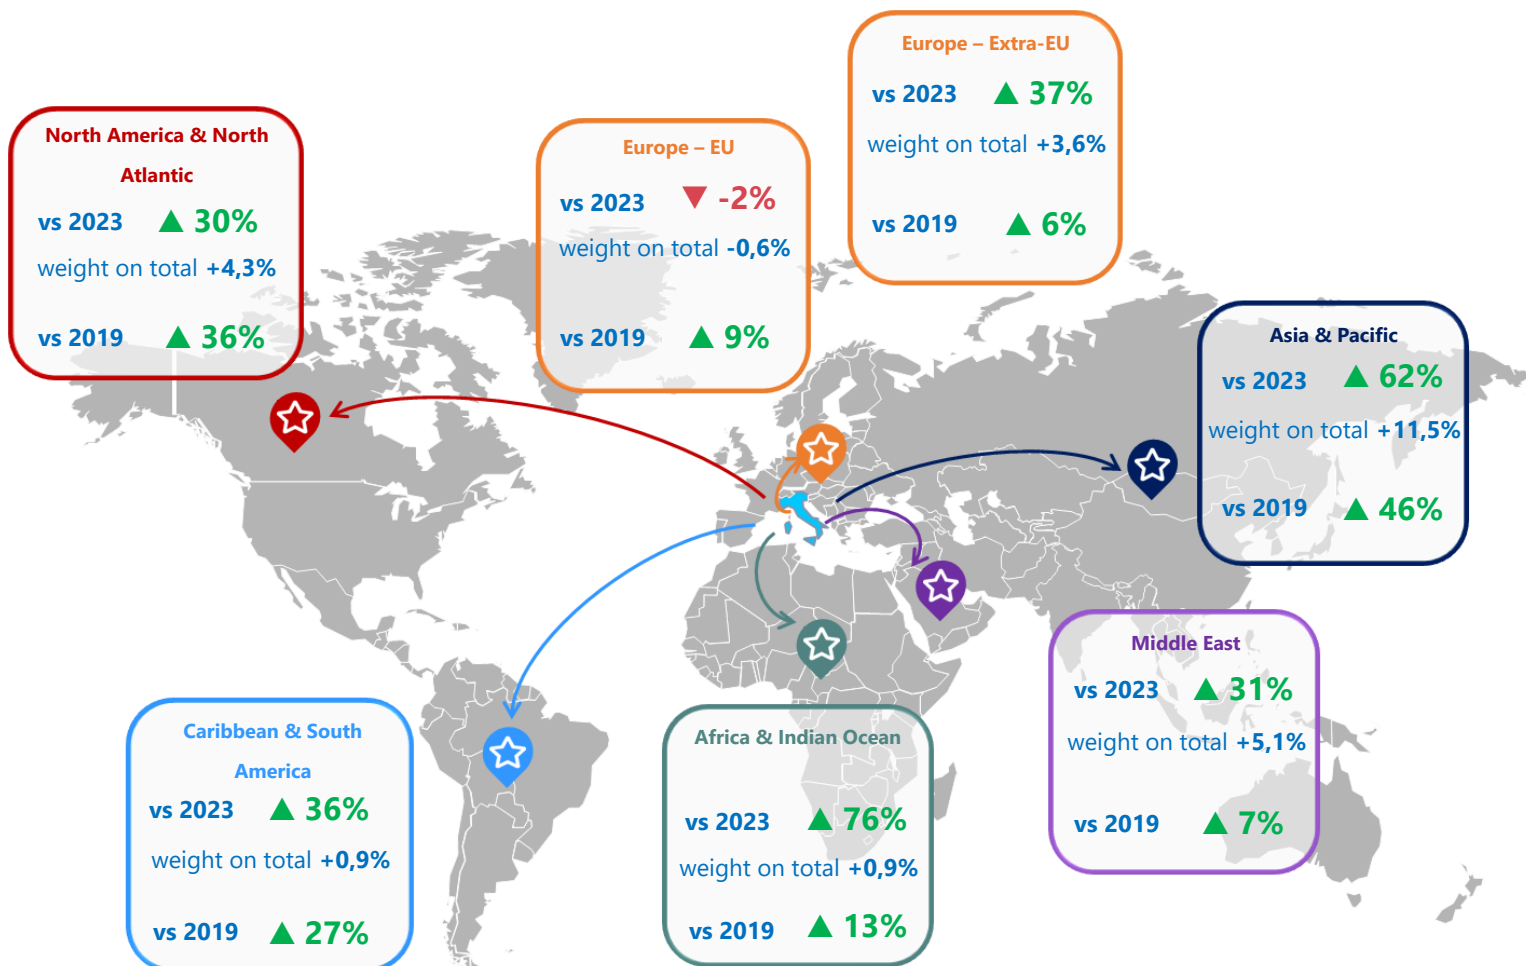 Europe – Extra-EU
vs 2023 ▲ 37%
weight on total +3,6%
vs 2019 ▲ 6%
North America & North
Atlantic
vs 2023 ▲ 30%
weight on total +4,3%
vs 2019 ▲ 36%
Europe – EU
vs 2023 ▼ -2%
weight on total -0,6%
vs 2019 ▲ 9%
Asia & Pacific
vs 2023 ▲ 62%
weight on total +11,5%
vs 2019 ▲ 46%
Middle East
vs 2023 ▲ 31%
weight on total +5,1%
vs 2019 ▲ 7%
Caribbean & South
America
vs 2023 ▲ 36%
weight on total +0,9%
vs 2019 ▲ 27%
Africa & Indian Ocean
vs 2023 ▲ 76%
weight on total +0,9%
vs 2019 ▲ 13%